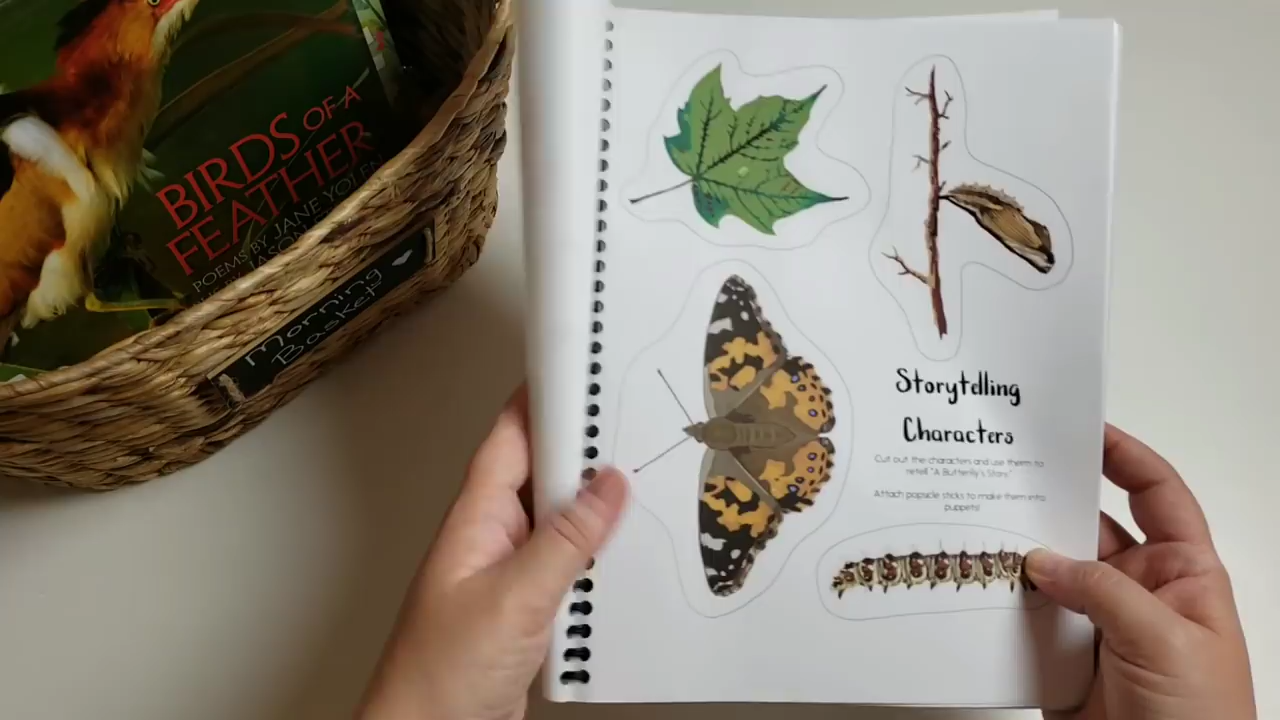 BIRDS OF A
FEATHER
POEMS BY JANE YOLEN
JASON
Morning
Basket
Storytelling
Characters
Cut out the characters and use them to
retell "A Butterfly's Story."
Attach popsicle sticks to make them into
puppets!